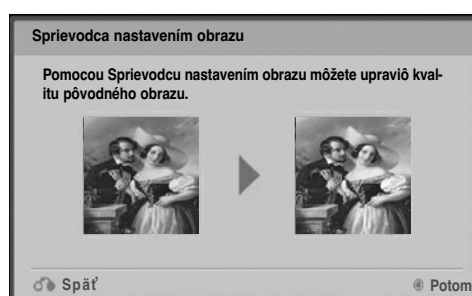 Sprievodca nastavením obrazu
Pomocou Sprievodcu nastavením obrazu môžete upraviô kval-
itu pôvodného obrazu.
Späť
Potom